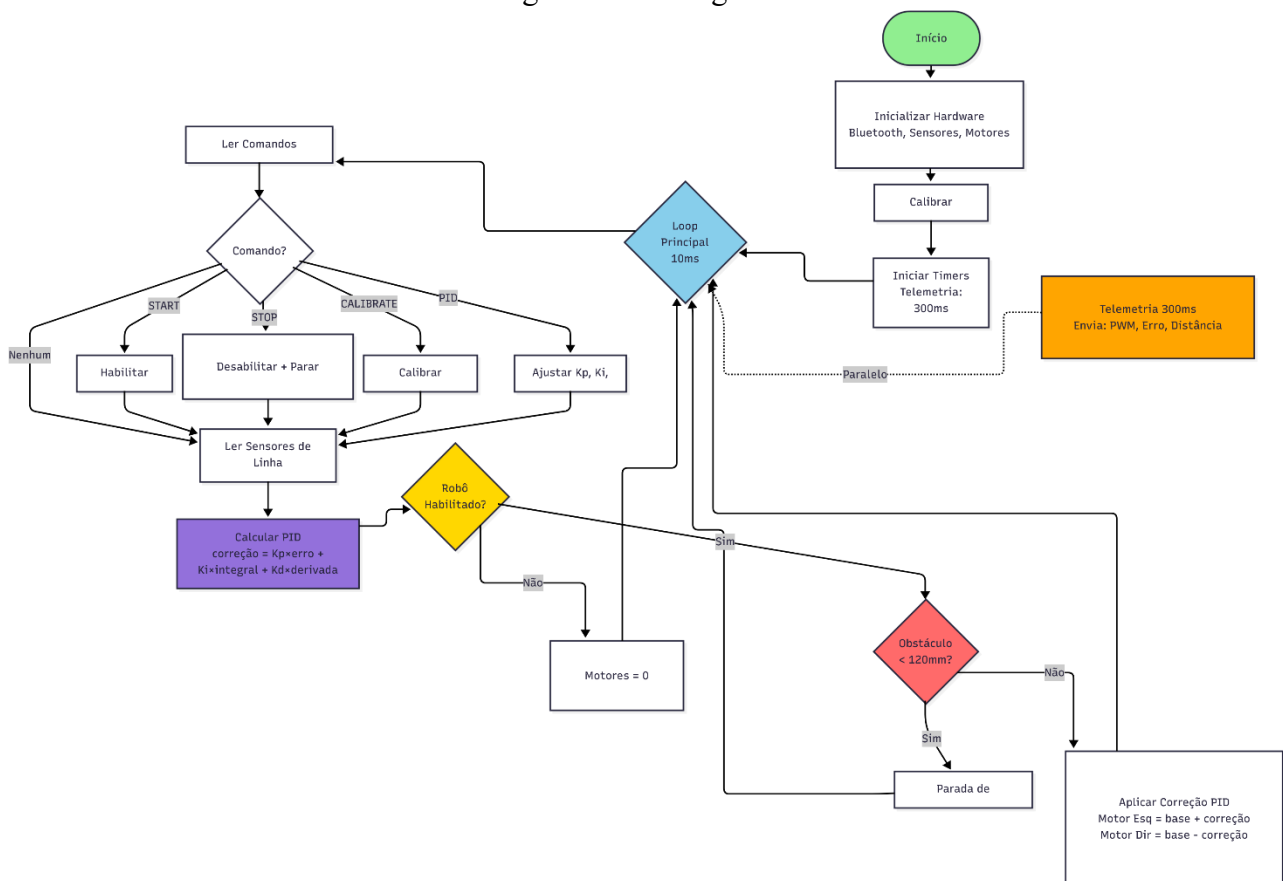 Início
Inicializar Hardware
Bluetooth, Sensores, Motores
Calibrar
Iniciar Timers
Telemetria:
300ms
Loop
Principal
10ms
Telemetria 300ms
Envia: PWM, Erro, Distância
Paralelo
Ler Comandos
Comando?
Nenhum
START
STOP
CALIBRATE
PID
Habilitar
Desabilitar + Parar
Calibrar
Ajustar Kp, Ki,
Ler Sensores de
Linha
Calcular PID
correção = Kp×erro +
Ki×integral + Kd×derivada
Robô
Habilitado?
Não
Sim
Motores = 0
Obstáculo
< 120mm?
Não
Sim
Parada de
Aplicar Correção PID
Motor Esq = base + correção
Motor Dir = base - correção